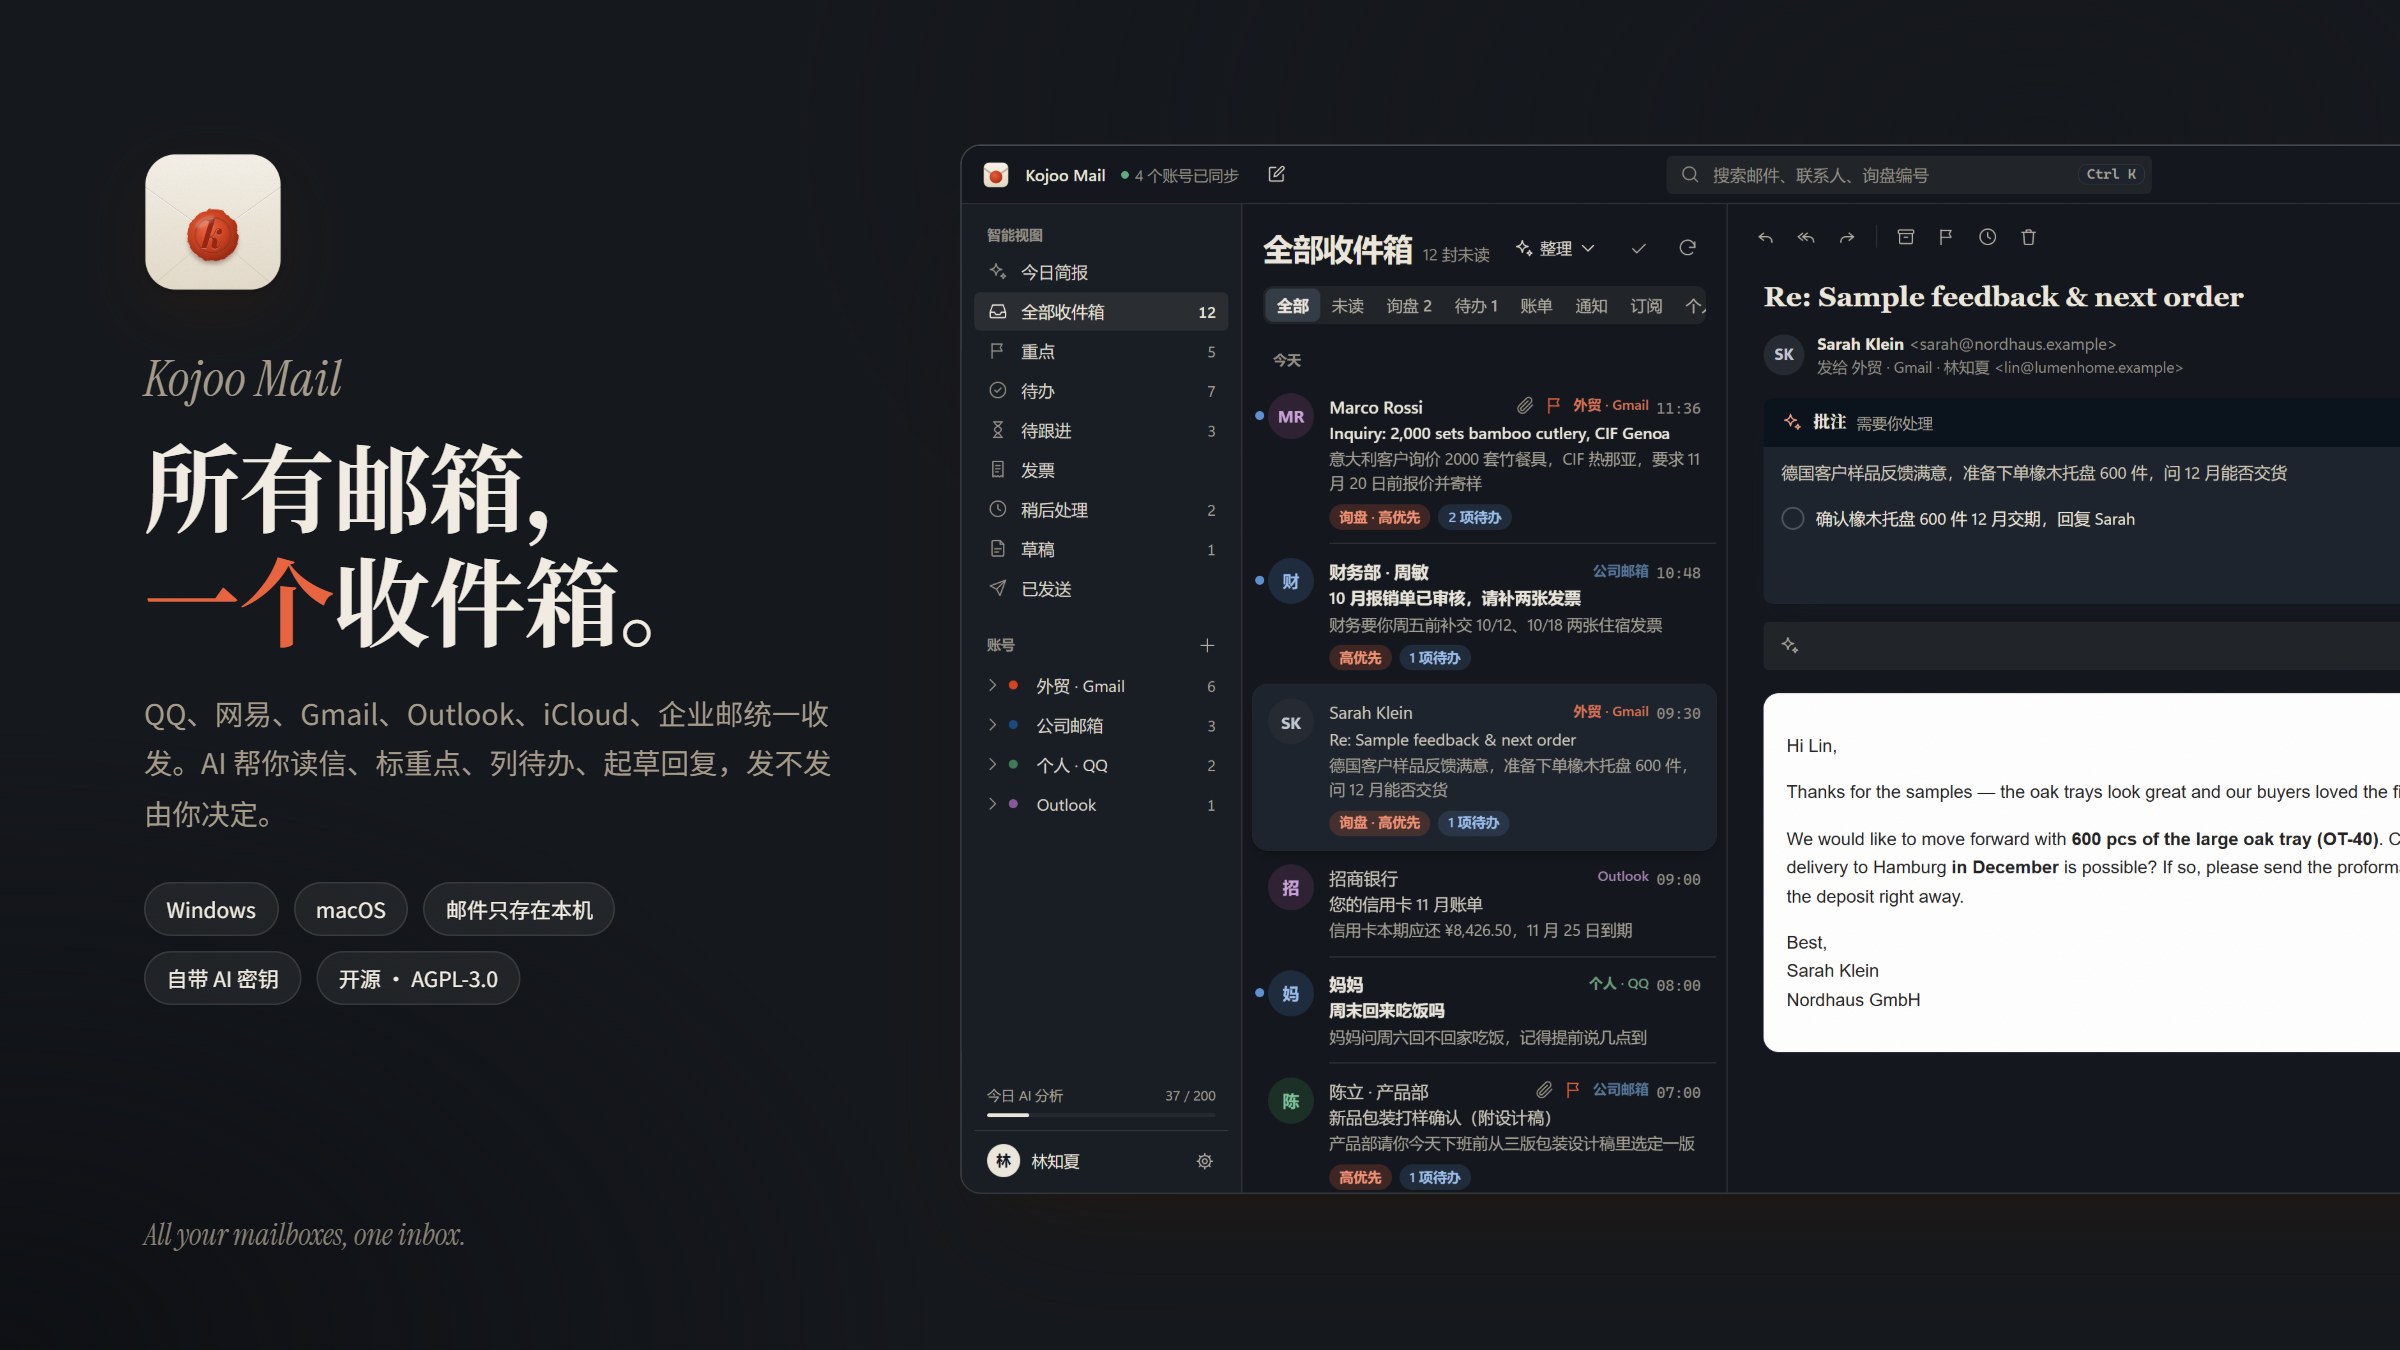 Kojoo Mail
所有邮箱，
一个收件箱。
QQ、网易、Gmail、Outlook、iCloud、企业邮统一收
发。AI 帮你读信、标重点、列待办、起草回复，发不发
由你决定。
Windows
macOS
邮件只存在本机
自带 AI 密钥
开源 · AGPL-3.0
All your mailboxes, one inbox.
Kojoo Mail
4 个账号已同步
搜索邮件、联系人、询盘编号
Ctrl K
智能视图
今日简报
全部收件箱 12
重点 5
待办 7
待跟进 3
发票
稍后处理 2
草稿 1
已发送
账号
外贸 · Gmail 6
公司邮箱 3
个人 · QQ 2
Outlook 1
今日 AI 分析 37 / 200
林 林知夏
全部收件箱 12 封未读 整理
全部 未读 询盘 2 待办 1 账单 通知 订阅
今天
MR Marco Rossi 外贸 · Gmail 11:36
Inquiry: 2,000 sets bamboo cutlery, CIF Genoa
意大利客户询价 2000 套竹餐具，CIF 热那亚，要求 11
月 20 日前报价并寄样
询盘 · 高优先 2 项待办
财 财务部 · 周敏 公司邮箱 10:48
10 月报销单已审核，请补两张发票
财务要你周五前补交 10/12、10/18 两张住宿发票
高优先 1 项待办
SK Sarah Klein 外贸 · Gmail 09:30
Re: Sample feedback & next order
德国客户样品反馈满意，准备下单橡木托盘 600 件，
问 12 月能否交货
询盘 · 高优先 1 项待办
招 招商银行 Outlook 09:00
您的信用卡 11 月账单
信用卡本期应还 ¥8,426.50，11 月 25 日到期
妈 妈妈 个人 · QQ 08:00
周末回来吃饭吗
妈妈问周六回不回家吃饭，记得提前说几点到
陈 陈立 · 产品部 公司邮箱 07:00
新品包装打样确认（附设计稿）
产品部请你今天下班前从三版包装设计稿里选定一版
高优先 1 项待办
Re: Sample feedback & next order
SK Sarah Klein <sarah@nordhaus.example>
发给 外贸 · Gmail · 林知夏 <lin@lumenhome.example>
批注 需要你处理
德国客户样品反馈满意，准备下单橡木托盘 600 件，问 12 月能否交货
确认橡木托盘 600 件 12 月交期，回复 Sarah
Hi Lin,
Thanks for the samples — the oak trays look great and our buyers loved the
We would like to move forward with 600 pcs of the large oak tray (OT-40).
delivery to Hamburg in December is possible? If so, please send the
the deposit right away.
Best,
Sarah Klein
Nordhaus GmbH